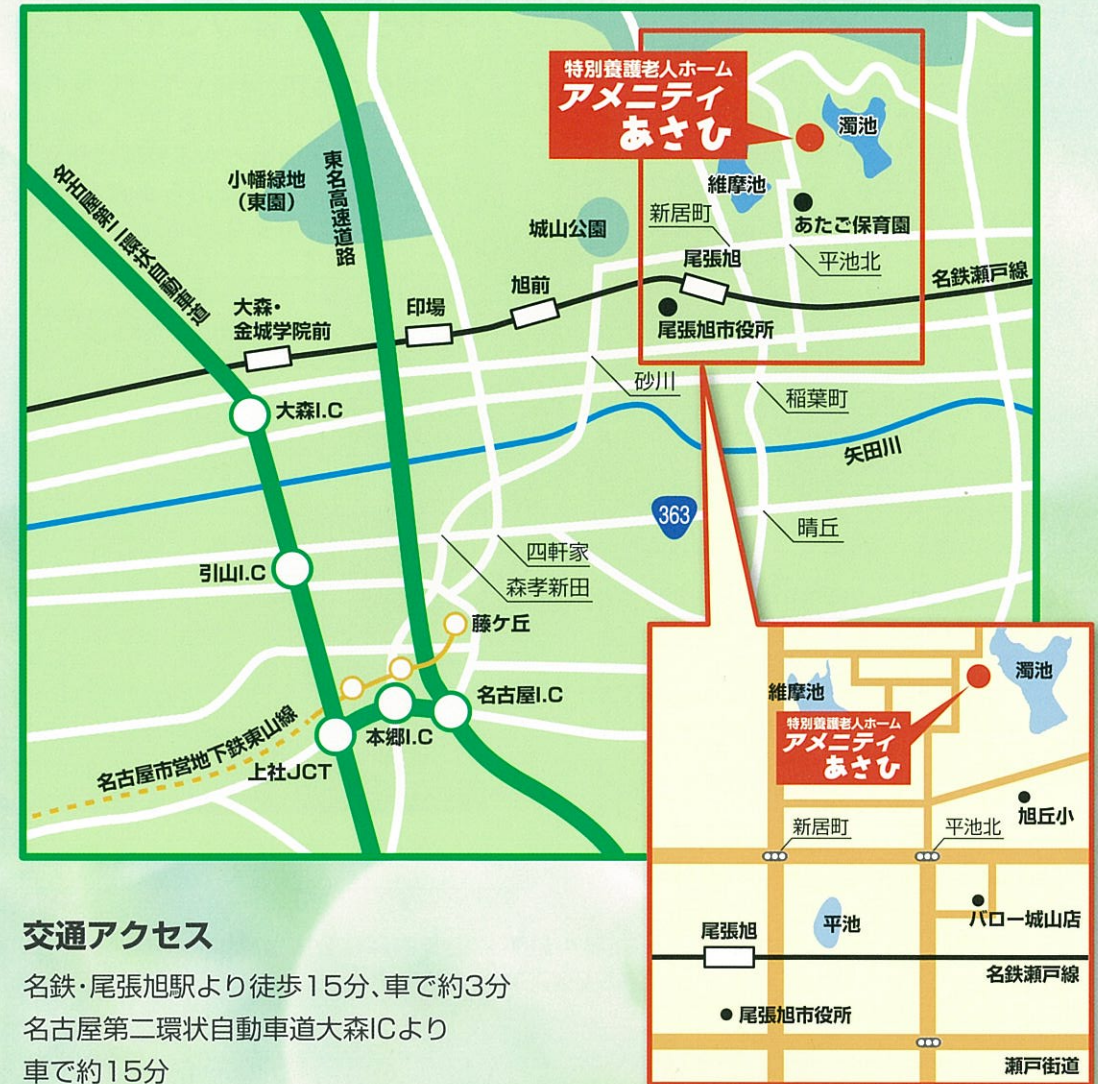 特別養護老人ホーム
アメニティ
あさひ
濁池
維摩池
あたご保育園
新居町
平池北
尾張旭
名鉄瀬戸線
尾張旭市役所
城山公園
小幡緑地
(東園)
東名高速道路
名古屋第二環状自動車道
旭前
印場
大森・
金城学院前
大森I.C
砂川
稲葉町
矢田川
363
晴丘
四軒家
森孝新田
引山I.C
藤ケ丘
名古屋I.C
本郷I.C
上社JCT
名古屋市営地下鉄東山線
濁池
維摩池
特別養護老人ホーム
アメニティ
あさひ
旭丘小
新居町
平池北
バロー城山店
平池
尾張旭
名鉄瀬戸線
尾張旭市役所
瀬戸街道
交通アクセス
名鉄・尾張旭駅より徒歩15分、車で約3分
名古屋第二環状自動車道大森ICより
車で約15分